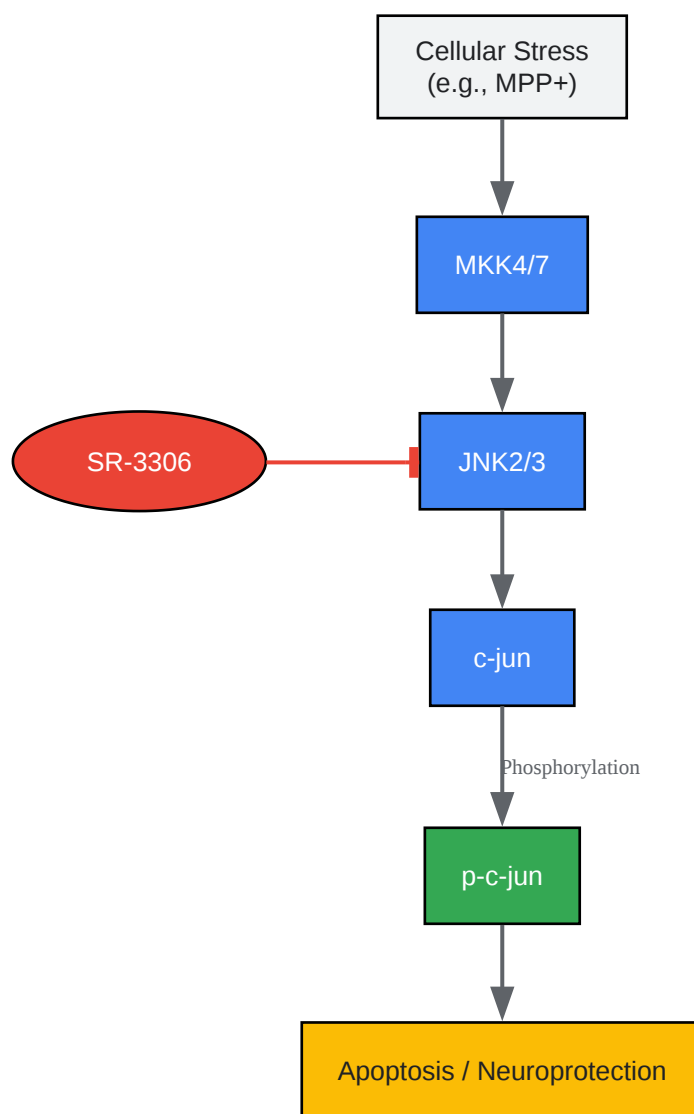 Cellular Stress
(e.g., MPP+)
MKK4/7
SR-3306
JNK2/3
c-jun
Phosphorylation
p-c-jun
Apoptosis / Neuroprotection